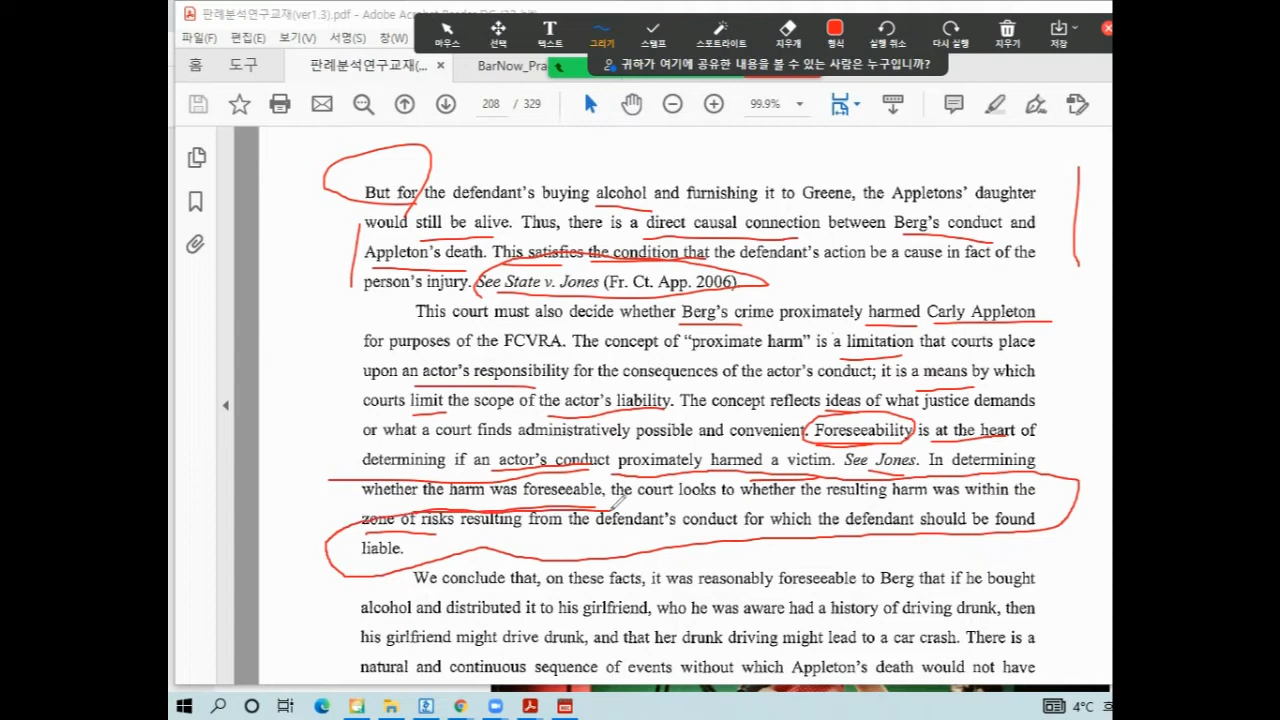 판례분석연구교재(ver1.3).pdf - Adobe Acrobat Reader DC (32-bit)
파일(F) 편집(E) 보기(V) 서명(S) 창(W)
마우스 선택 텍스트 그리기 스탬프 스포트라이트 지우개 형식 실행 취소 다시 실행 지우기 저장
귀하가 여기에 공유한 내용을 볼 수 있는 사람은 누구입니까?
홈 도구 판례분석연구교재(... × BarNow_Pra
208 / 329 99.9%
But for the defendant's buying alcohol and furnishing it to Greene, the Appletons' daughter
would still be alive. Thus, there is a direct causal connection between Berg's conduct and
Appleton's death. This satisfies the condition that the defendant's action be a cause in fact of the
person's injury. See State v. Jones (Fr. Ct. App. 2006).
This court must also decide whether Berg's crime proximately harmed Carly Appleton
for purposes of the FCVRA. The concept of "proximate harm" is a limitation that courts place
upon an actor's responsibility for the consequences of the actor's conduct; it is a means by which
courts limit the scope of the actor's liability. The concept reflects ideas of what justice demands
or what a court finds administratively possible and convenient. Foreseeability is at the heart of
determining if an actor's conduct proximately harmed a victim. See Jones. In determining
whether the harm was foreseeable, the court looks to whether the resulting harm was within the
zone of risks resulting from the defendant's conduct for which the defendant should be found
liable.
We conclude that, on these facts, it was reasonably foreseeable to Berg that if he bought
alcohol and distributed it to his girlfriend, who he was aware had a history of driving drunk, then
his girlfriend might drive drunk, and that her drunk driving might lead to a car crash. There is a
natural and continuous sequence of events without which Appleton's death would not have
4°C